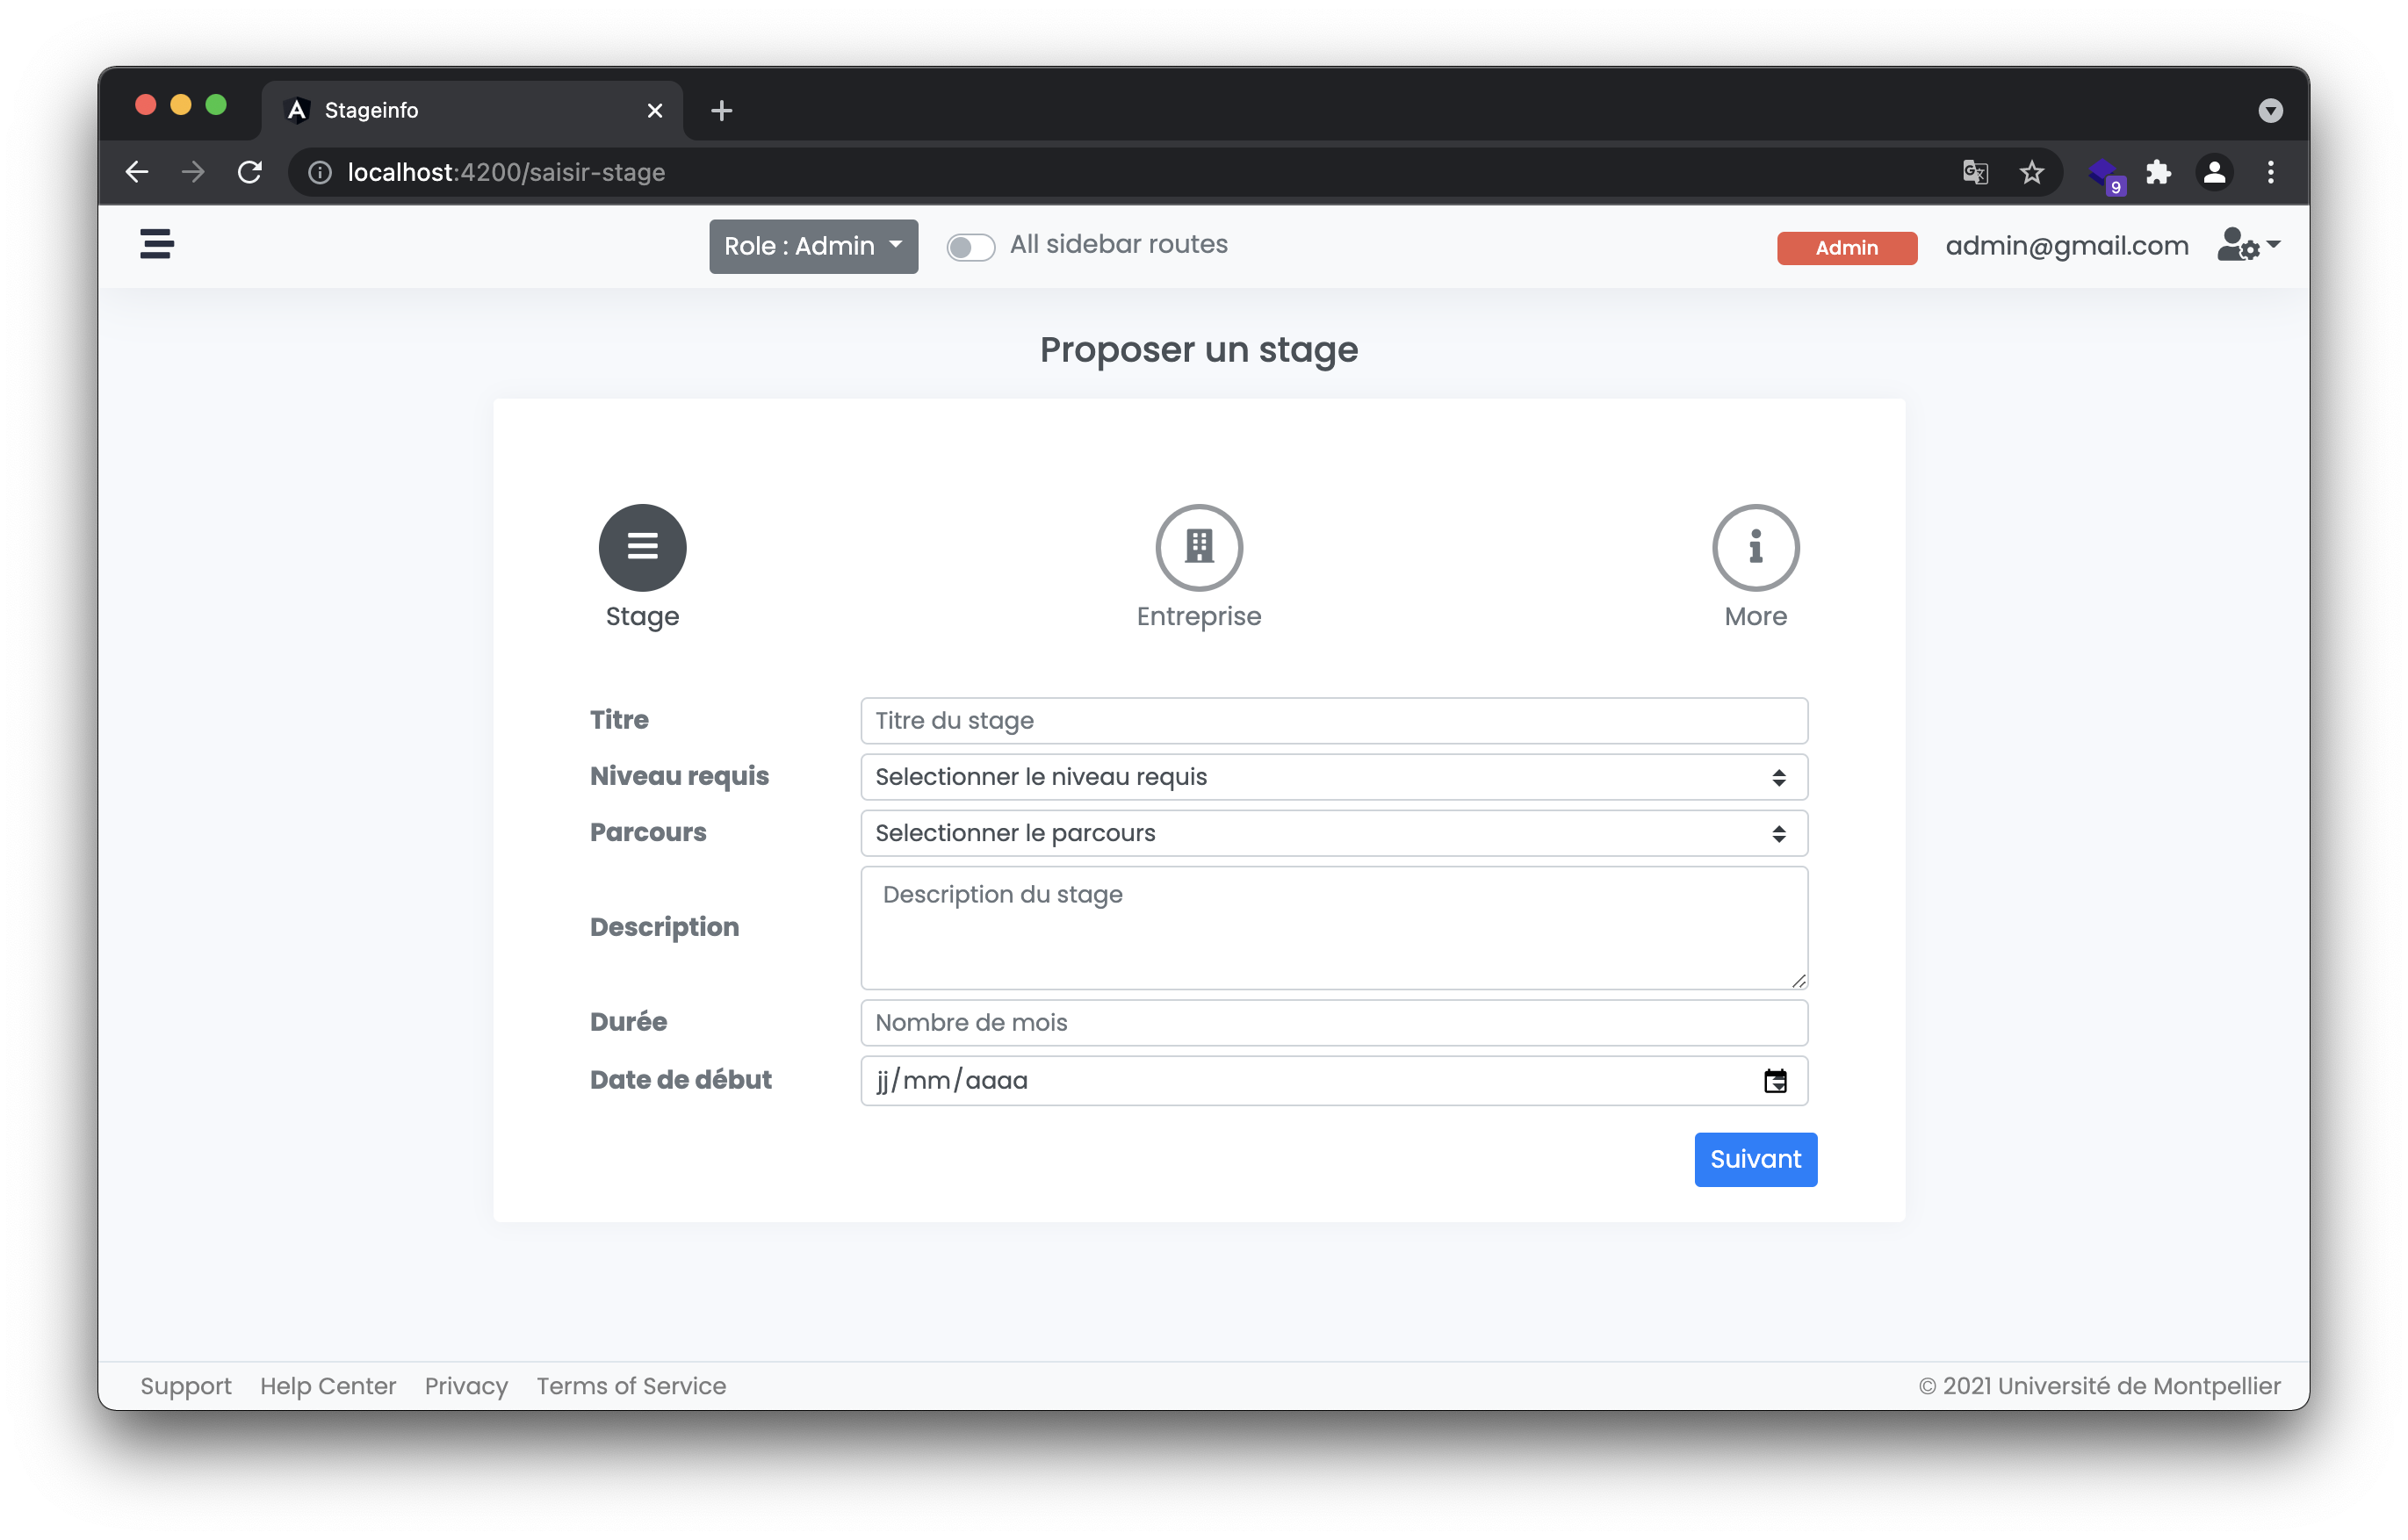 Stageinfo
localhost:4200/saisir-stage
9
Role : Admin
All sidebar routes
Admin
admin@gmail.com
Proposer un stage
Stage
Entreprise
More
Titre
Titre du stage
Niveau requis
Selectionner le niveau requis
Parcours
Selectionner le parcours
Description
Description du stage
Durée
Nombre de mois
Date de début
jj/mm/aaaa
Suivant
Support
Help Center
Privacy
Terms of Service
© 2021 Université de Montpellier